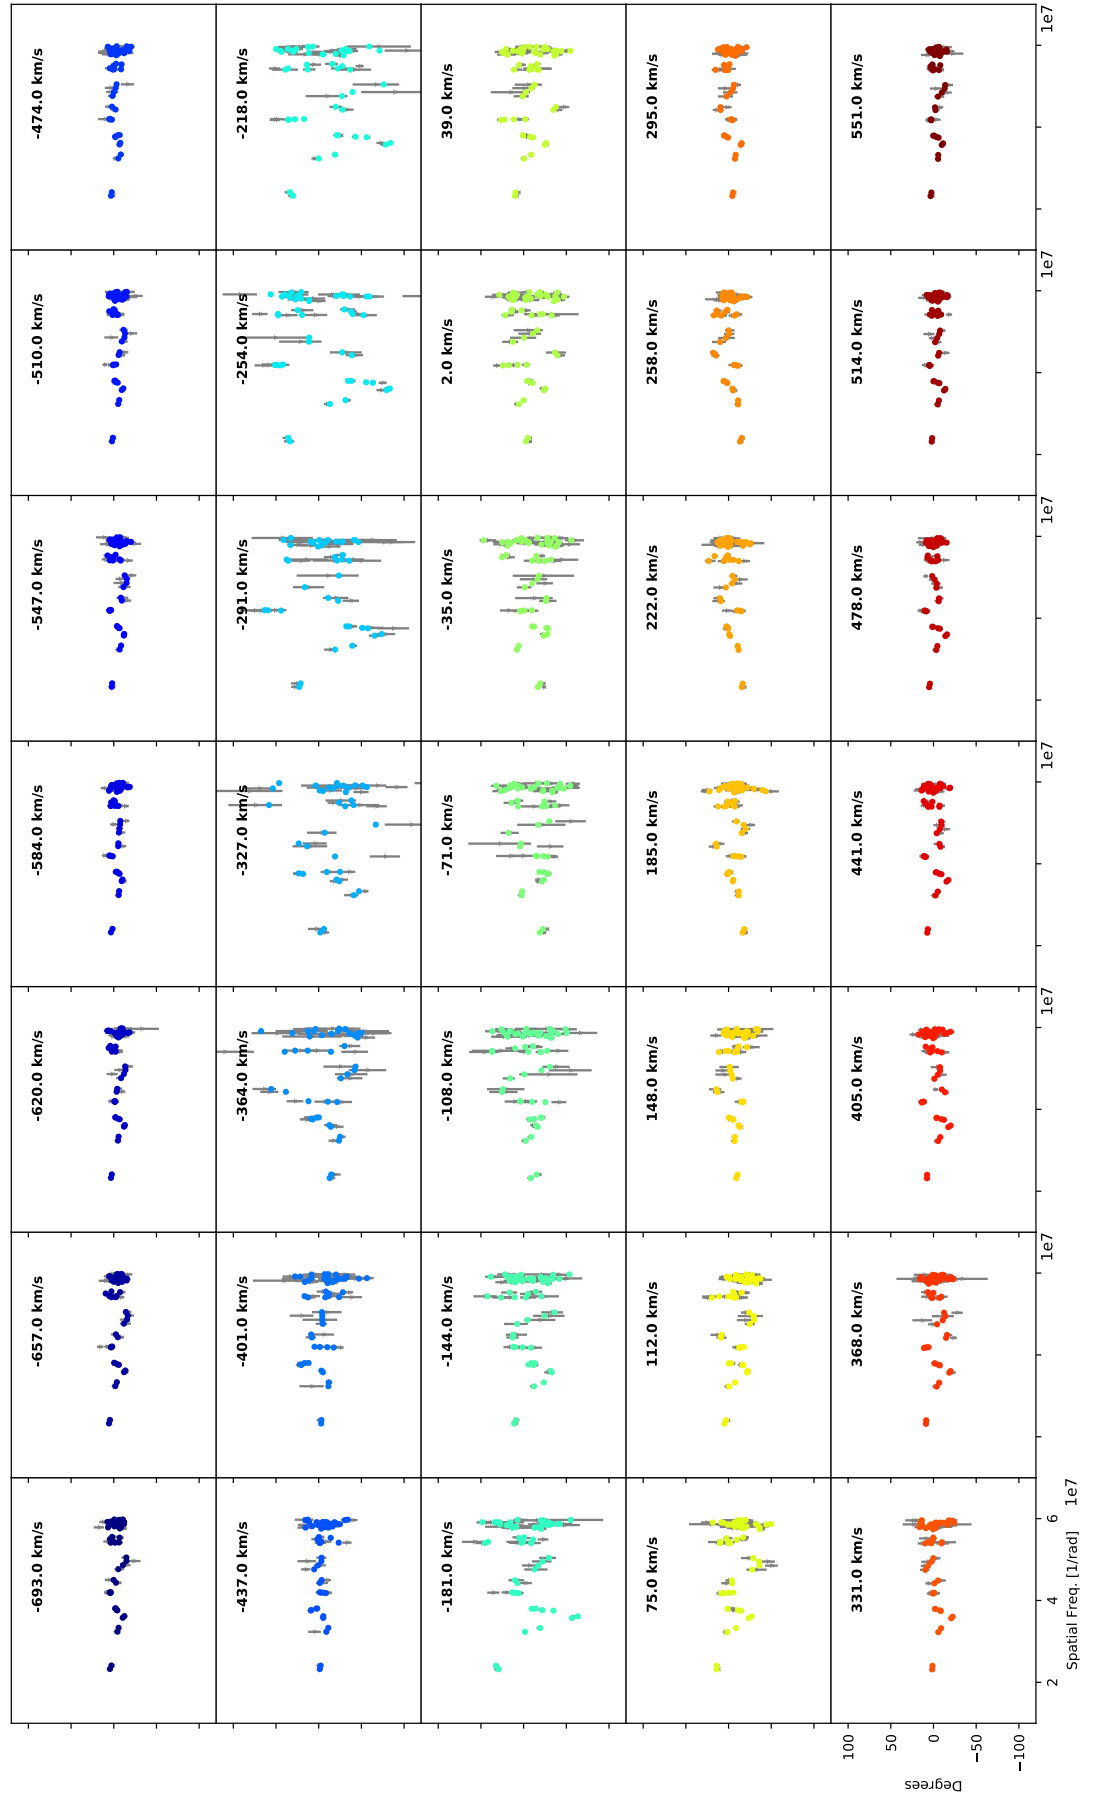 -693.0 km/s
-657.0 km/s
-620.0 km/s
-584.0 km/s
-547.0 km/s
-510.0 km/s
-474.0 km/s
-437.0 km/s
-401.0 km/s
-364.0 km/s
-327.0 km/s
-291.0 km/s
-254.0 km/s
-218.0 km/s
-181.0 km/s
-144.0 km/s
-108.0 km/s
-71.0 km/s
-35.0 km/s
2.0 km/s
39.0 km/s
75.0 km/s
112.0 km/s
148.0 km/s
185.0 km/s
222.0 km/s
258.0 km/s
295.0 km/s
331.0 km/s
368.0 km/s
405.0 km/s
441.0 km/s
478.0 km/s
514.0 km/s
551.0 km/s
100
50
0
−50
−100
Degrees
2
4
6
1e7
1e7
1e7
1e7
1e7
1e7
1e7
Spatial Freq. [1/rad]